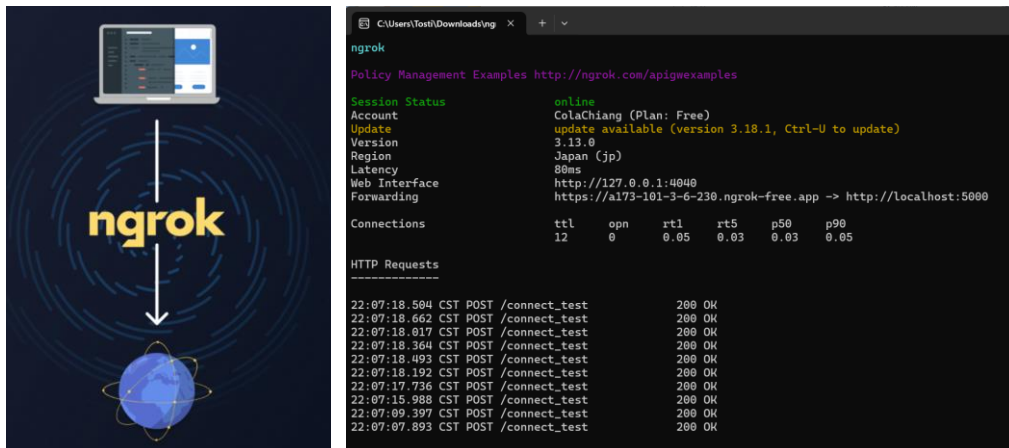 ngrok
C:\Users\Tosti\Downloads\ng
ngrok
Policy Management Examples http://ngrok.com/apigwexamples
Session Status online
Account ColaChiang (Plan: Free)
Update update available (version 3.18.1, Ctrl-U to update)
Version 3.13.0
Region Japan (jp)
Latency 80ms
Web Interface http://127.0.0.1:4040
Forwarding https://a173-101-3-6-230.ngrok-free.app -> http://localhost:5000
Connections ttl opn rt1 rt5 p50 p90
12 0 0.05 0.03 0.03 0.05
HTTP Requests
-------------
22:07:18.504 CST POST /connect_test 200 OK
22:07:18.662 CST POST /connect_test 200 OK
22:07:18.017 CST POST /connect_test 200 OK
22:07:18.364 CST POST /connect_test 200 OK
22:07:18.493 CST POST /connect_test 200 OK
22:07:18.192 CST POST /connect_test 200 OK
22:07:17.736 CST POST /connect_test 200 OK
22:07:15.988 CST POST /connect_test 200 OK
22:07:09.397 CST POST /connect_test 200 OK
22:07:07.893 CST POST /connect_test 200 OK